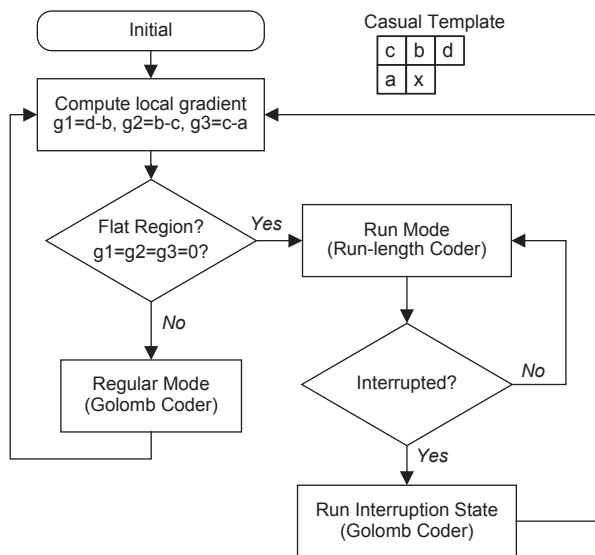 Initial
Casual Template
c b d
a x
Compute local gradient
g1=d-b, g2=b-c, g3=c-a
Flat Region?
g1=g2=g3=0?
Yes
Run Mode
(Run-length Coder)
No
Regular Mode
(Golomb Coder)
Interrupted?
No
Yes
Run Interruption State
(Golomb Coder)